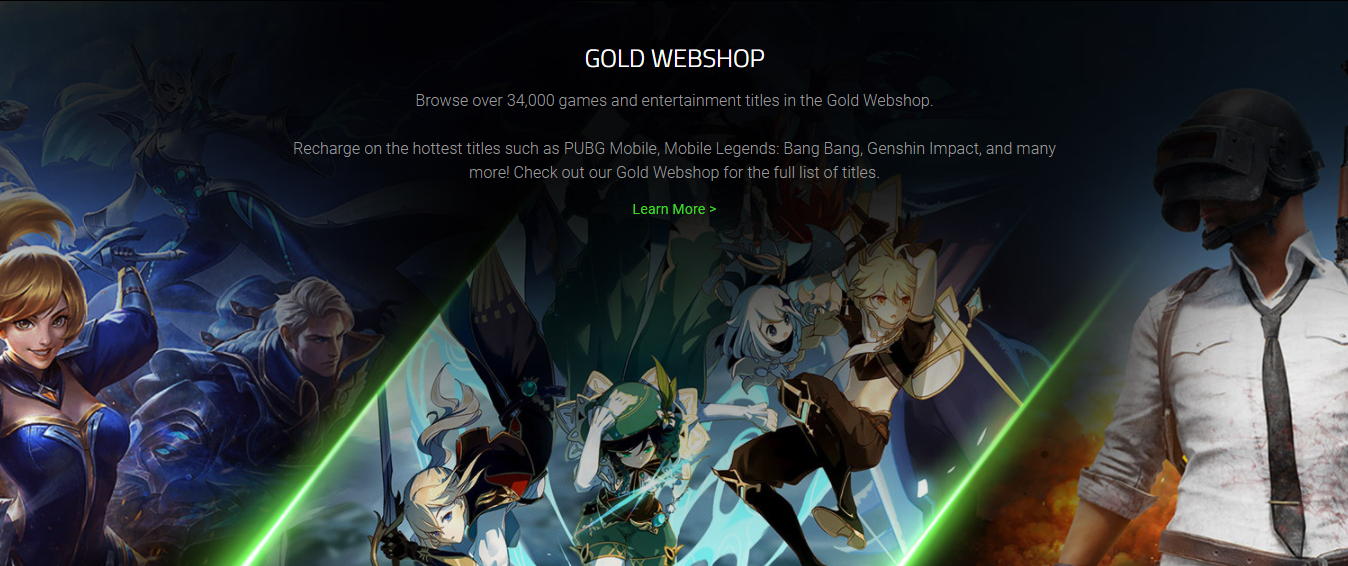 GOLD WEBSHOP
Browse over 34,000 games and entertainment titles in the Gold Webshop.
Recharge on the hottest titles such as PUBG Mobile, Mobile Legends: Bang Bang, Genshin Impact, and many
more! Check out our Gold Webshop for the full list of titles.
Learn More >